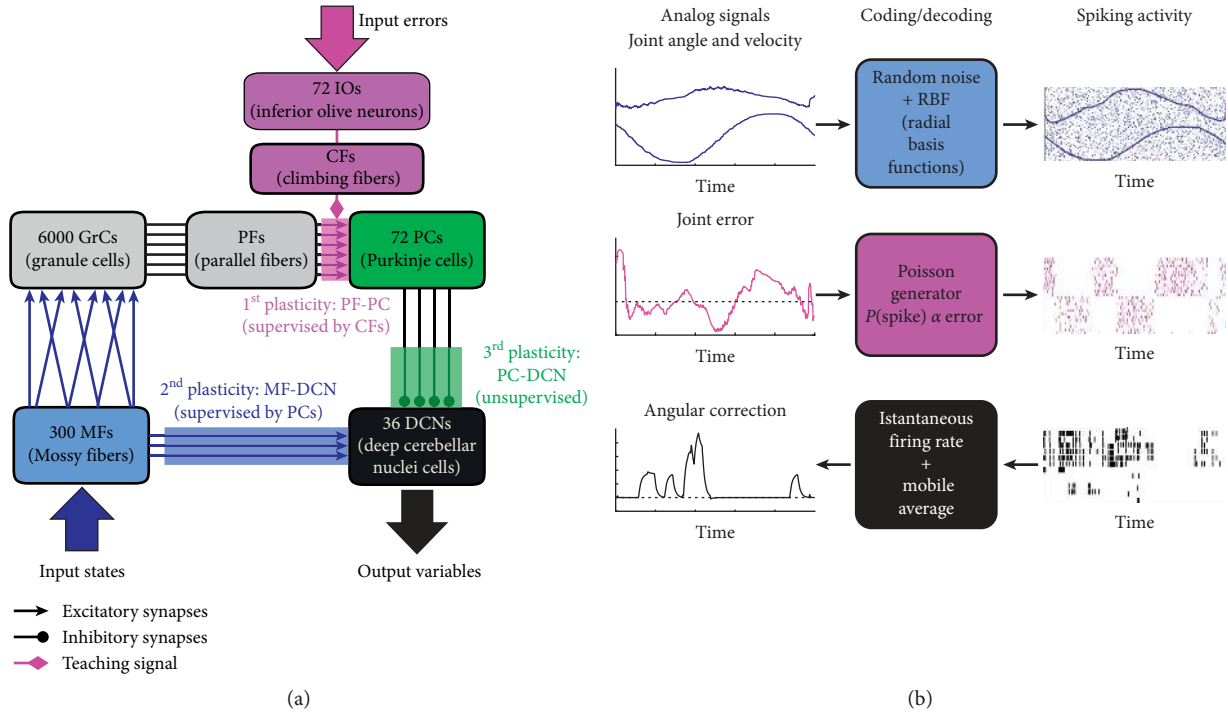 Input errors
72 IOs
(inferior olive neurons)
CFs
(climbing fibers)
6000 GrCs
(granule cells)
PFs
(parallel fibers)
72 PCs
(Purkinje cells)
1st plasticity: PF-PC
(supervised by CFs)
3rd plasticity:
PC-DCN
(unsupervised)
2nd plasticity: MF-DCN
(supervised by PCs)
300 MFs
(Mossy fibers)
36 DCNs
(deep cerebellar
nuclei cells)
Input states
Output variables
Excitatory synapses
Inhibitory synapses
Teaching signal
(a)
Analog signals
Joint angle and velocity
Coding/decoding
Spiking activity
Random noise
+ RBF
(radial
basis
functions)
Time
Time
Joint error
Poisson
generator
P(spike) α error
Time
Time
Angular correction
Istantaneous
firing rate
+
mobile
average
Time
Time
(b)